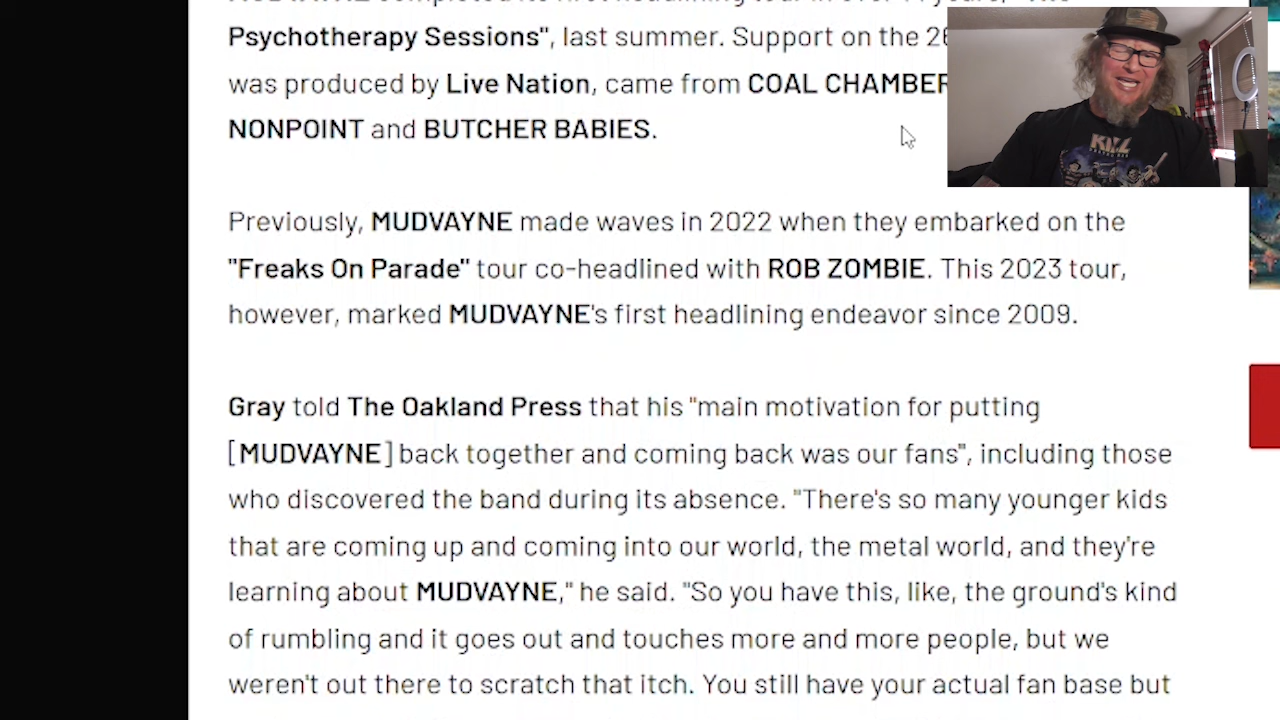 Psychotherapy Sessions", last summer. Support on the
was produced by Live Nation, came from COAL CHAMBER
NONPOINT and BUTCHER BABIES.
Previously, MUDVAYNE made waves in 2022 when they embarked on the
"Freaks On Parade" tour co-headlined with ROB ZOMBIE. This 2023 tour,
however, marked MUDVAYNE's first headlining endeavor since 2009.
Gray told The Oakland Press that his "main motivation for putting
[MUDVAYNE] back together and coming back was our fans", including those
who discovered the band during its absence. "There's so many younger kids
that are coming up and coming into our world, the metal world, and they're
learning about MUDVAYNE," he said. "So you have this, like, the ground's kind
of rumbling and it goes out and touches more and more people, but we
weren't out there to scratch that itch. You still have your actual fan base but